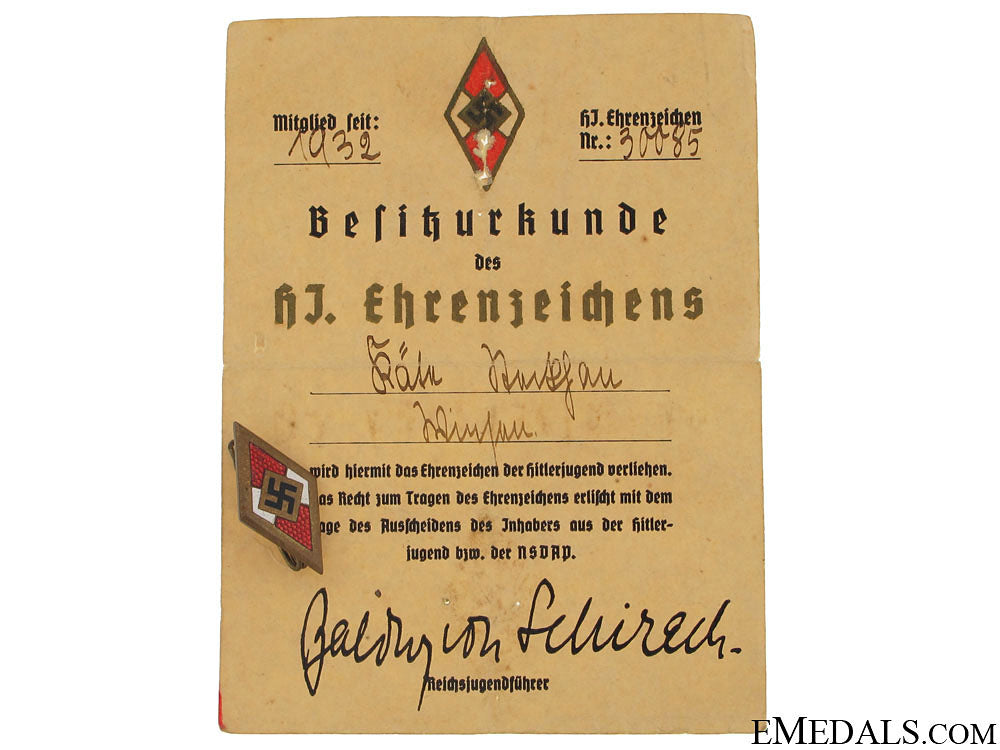 Mitglied seit:
1932
HJ. Ehrenzeichen
Nr.: 30085
Besitzurkunde
des
HJ. Ehrenzeichens
Käte
Winsen.
wird hiermit das Ehrenzeichen der Hitlerjugend verliehen.
as Recht zum Tragen des Ehrenzeichens erlischt mit dem
age des Ausscheidens des Inhabers aus der Hitler-
jugend bzw. der NSDAP.
Baldur von Schirach.
Reichsjugendführer
EMEDALS.COM